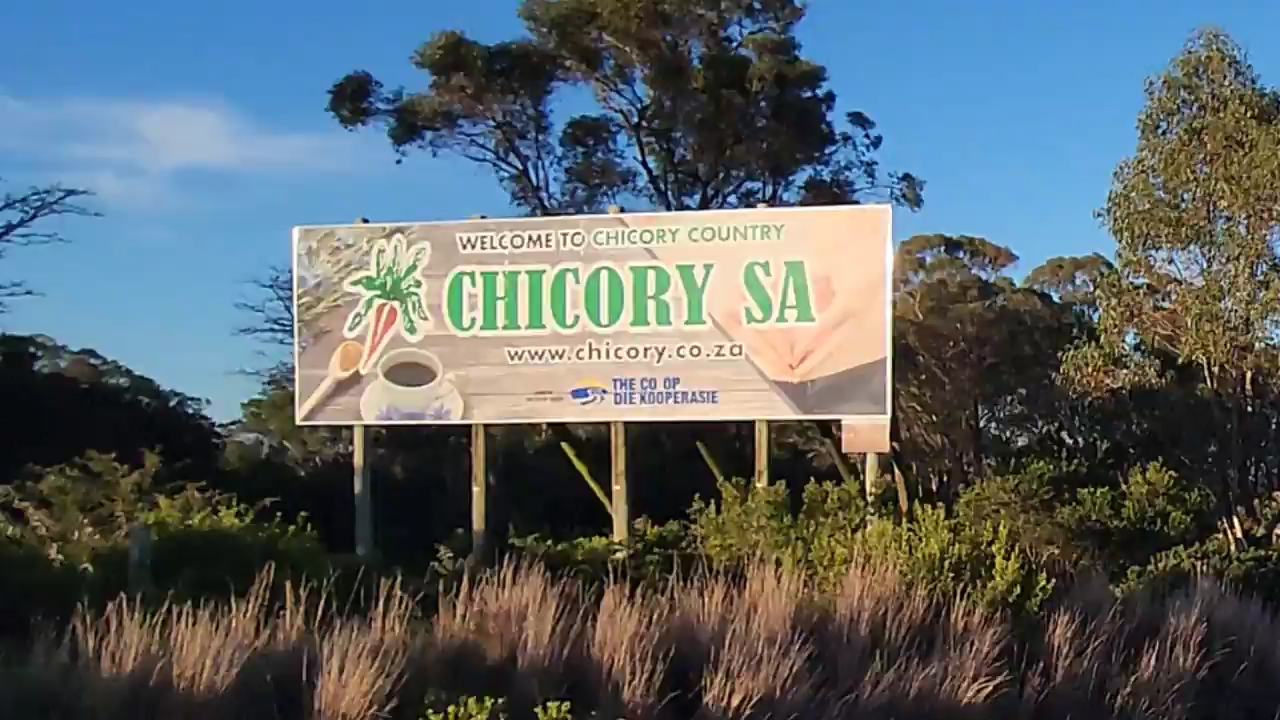 WELCOME TO CHICORY COUNTRY
CHICORY SA
www.chicory.co.za
THE CO OP
DIE KOOPERASIE